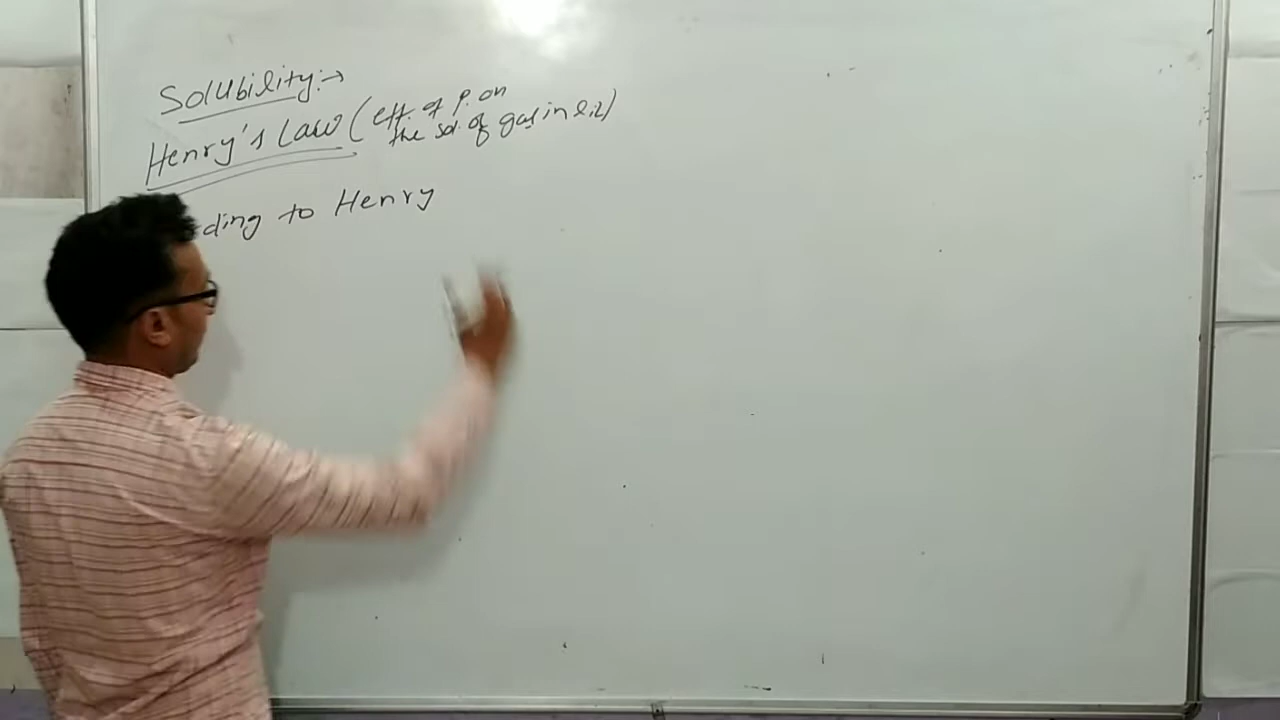 Solubility:→
Henry's Law (eff. of P. on
the sol. of gas in liq)
ding to Henry